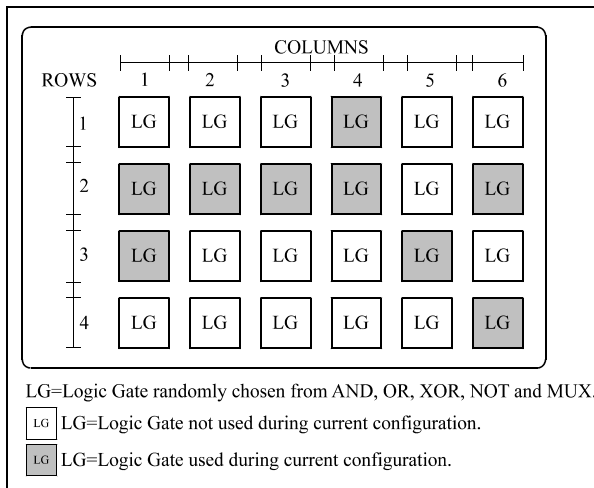 COLUMNS
ROWS 1 2 3 4 5 6
1 LG LG LG LG LG LG
2 LG LG LG LG LG LG
3 LG LG LG LG LG LG
4 LG LG LG LG LG LG
LG=Logic Gate randomly chosen from AND, OR, XOR, NOT and MUX.
LG LG=Logic Gate not used during current configuration.
LG LG=Logic Gate used during current configuration.